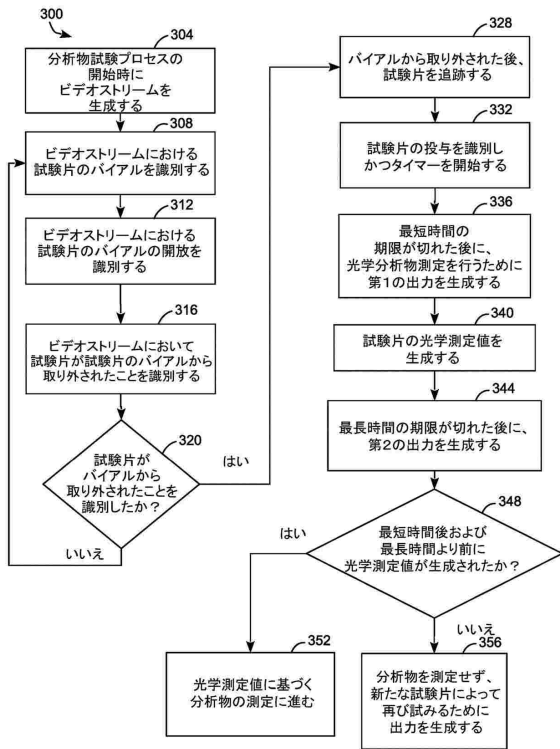 300
304
分析物試験プロセスの
開始時に
ビデオストリームを
生成する
308
ビデオストリームにおける
試験片のバイアルを識別する
312
ビデオストリームにおける
試験片のバイアルの開放を
識別する
316
ビデオストリームにおいて
試験片が試験片のバイアルから
取り外されたことを識別する
320
試験片が
バイアルから
取り外されたことを
識別したか？
はい
いいえ
328
バイアルから取り外された後、
試験片を追跡する
332
試験片の投与を識別し
かつタイマーを開始する
336
最短時間の
期限が切れた後に、
光学分析物測定を行うために
第１の出力を生成する
340
試験片の光学測定値を
生成する
344
最長時間の期限が切れた後に、
第２の出力を生成する
348
最短時間後および
最長時間より前に
光学測定値が生成されたか？
はい
いいえ
352
光学測定値に基づく
分析物の測定に進む
356
分析物を測定せず、
新たな試験片によって
再び試みるために
出力を生成する